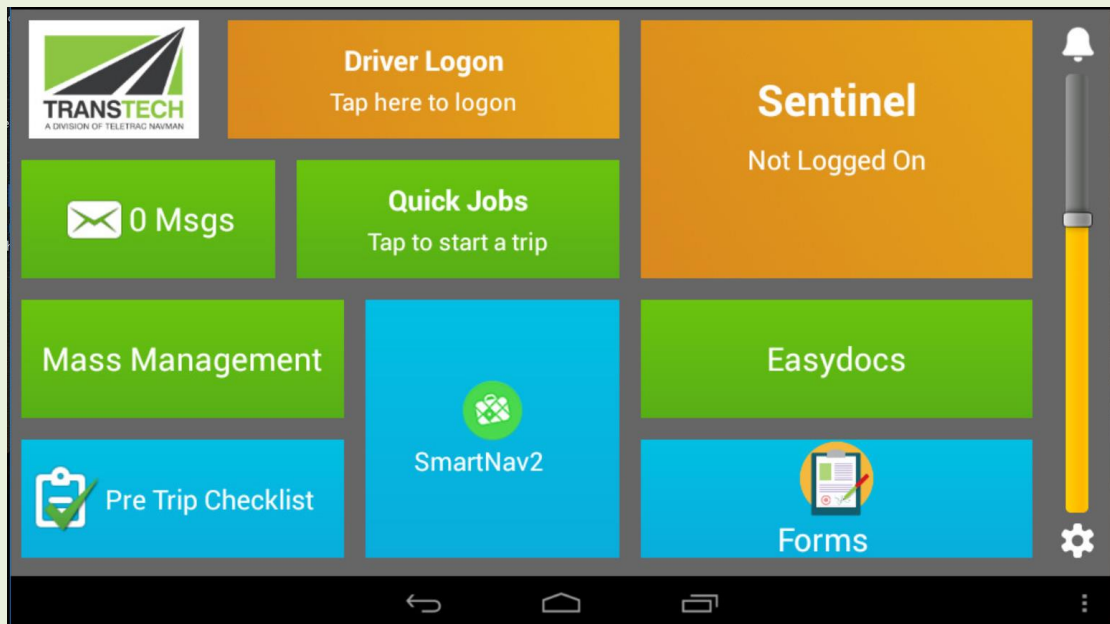 TRANSTECH
A DIVISION OF TELETRAC NAVMAN
Driver Logon
Tap here to logon
Sentinel
Not Logged On
0 Msgs
Quick Jobs
Tap to start a trip
Mass Management
SmartNav2
Easydocs
Pre Trip Checklist
Forms